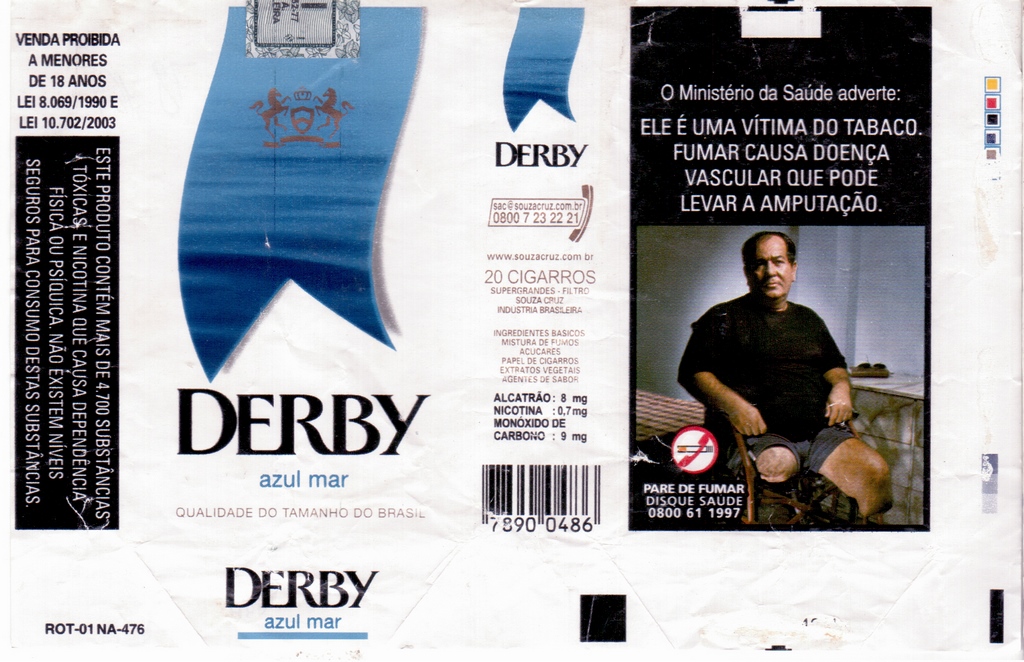 VENDA PROIBIDA
A MENORES
DE 18 ANOS
LEI 8.069/1990 E
LEI 10.702/2003
ESTE PRODUTO CONTÉM MAIS DE 4.700 SUBSTÂNCIAS
TÓXICAS, E NICOTINA QUE CAUSA DEPENDÊNCIA
FÍSICA OU PSÍQUICA. NÃO EXISTEM NÍVEIS
SEGUROS PARA CONSUMO DESTAS SUBSTÂNCIAS.
DERBY
azul mar
QUALIDADE DO TAMANHO DO BRASIL
DERBY
azul mar
ROT-01 NA-476
DERBY
sac@souzacruz.com.br
0800 7 23 22 21
www.souzacruz.com br
20 CIGARROS
SUPERGRANDES - FILTRO
SOUZA CRUZ
INDUSTRIA BRASILEIRA
INGREDIENTES BASICOS
MISTURA DE FUMOS
ACUCARES
PAPEL DE CIGARROS
EXTRATOS VEGETAIS
AGENTES DE SABOR
ALCATRÃO: 8 mg
NICOTINA : 0,7mg
MONÓXIDO DE
CARBONO : 9 mg
7890 0486
O Ministério da Saúde adverte:
ELE É UMA VÍTIMA DO TABACO.
FUMAR CAUSA DOENÇA
VASCULAR QUE PODE
LEVAR A AMPUTAÇÃO.
PARE DE FUMAR
DISQUE SAÚDE
0800 61 1997